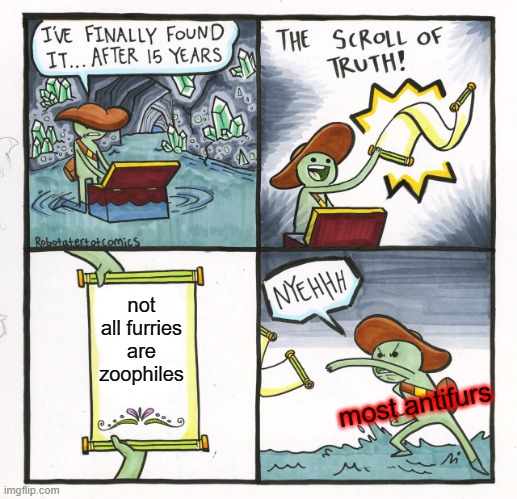 I'VE FINALLY FOUND
IT... AFTER 15 YEARS
THE SCROLL OF
TRUTH!
Robotatertotcomics
not
all furries
are
zoophiles
NYEHHH
most antifurs
imgflip.com